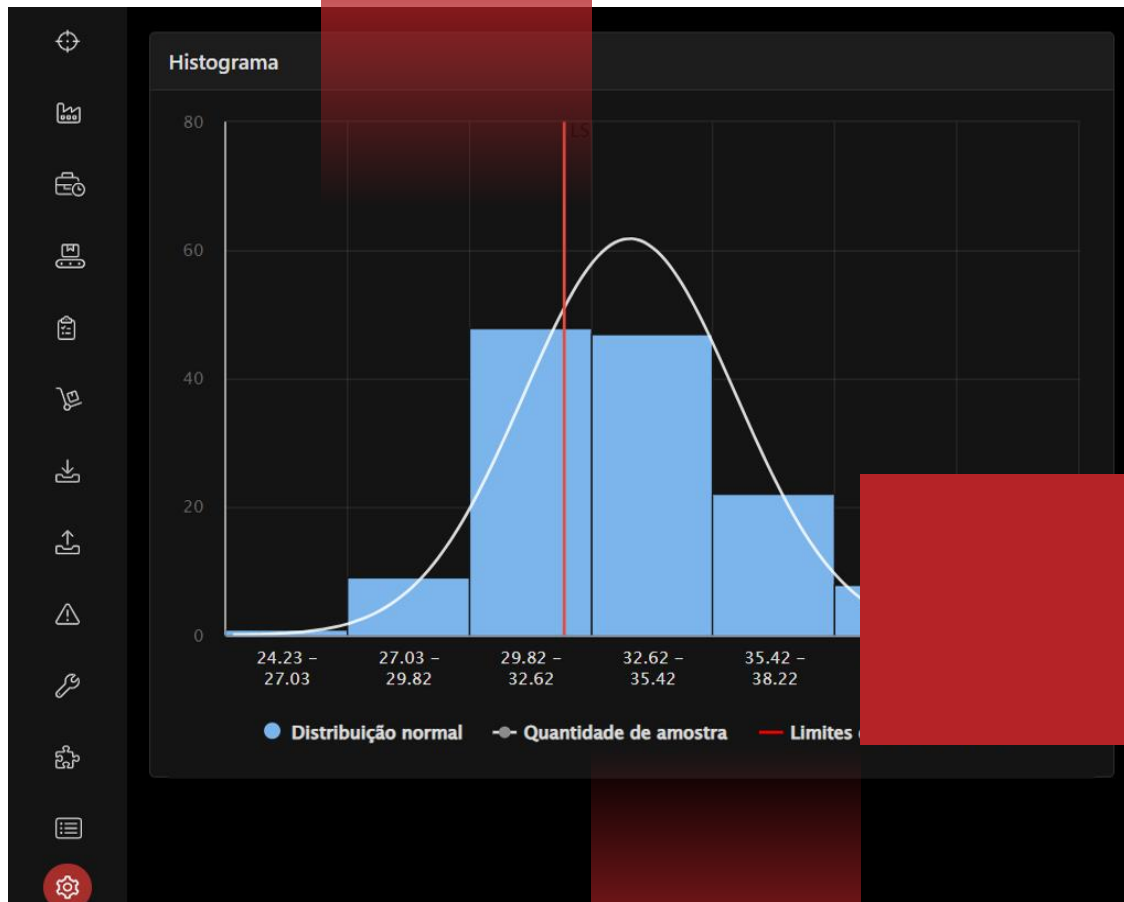 Histograma
80
LS
60
40
20
0
24.23 – 27.03 – 29.82 – 32.62 – 35.42 –
27.03 29.82 32.62 35.42 38.22
Distribuição normal Quantidade de amostra Limites